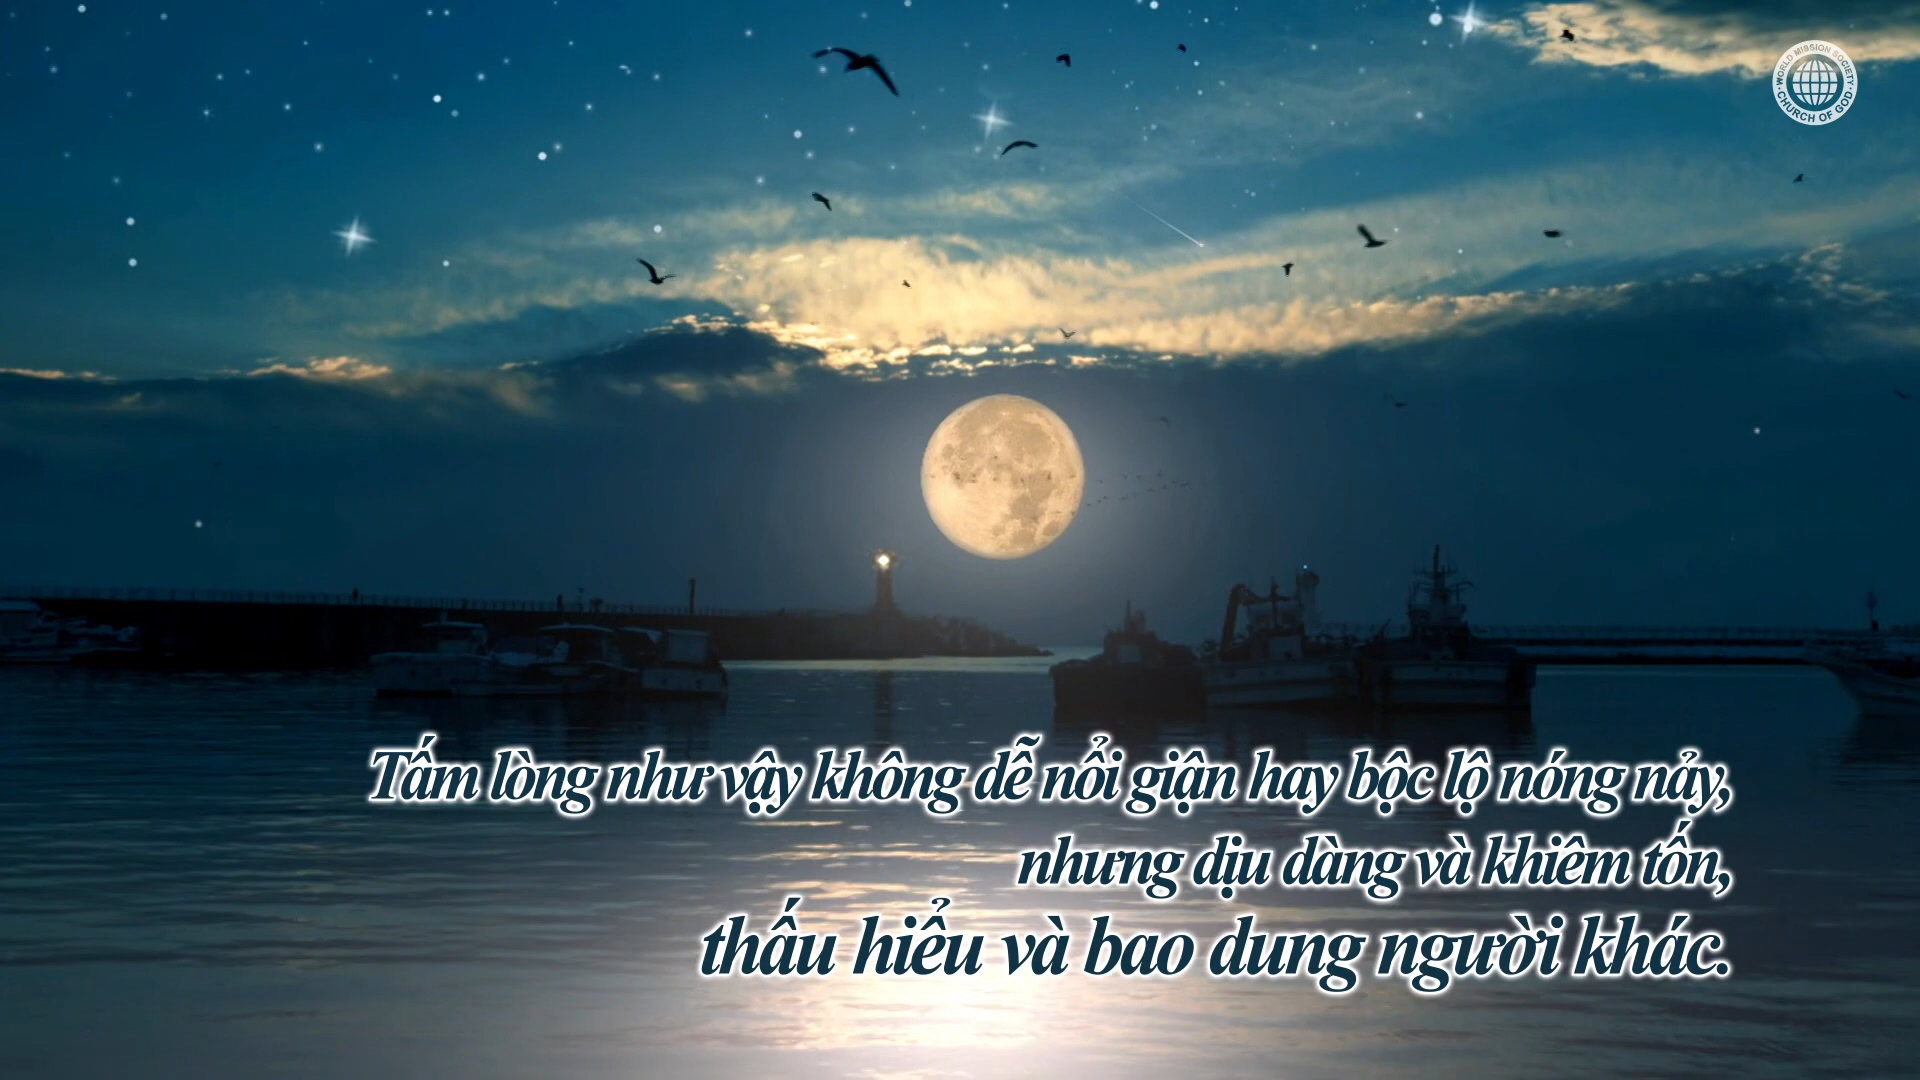 WORLD MISSION SOCIETY
CHURCH OF GOD
Tấm lòng như vậy không dễ nổi giận hay bộc lộ nóng nảy,
nhưng dịu dàng và khiêm tốn,
thấu hiểu và bao dung người khác.